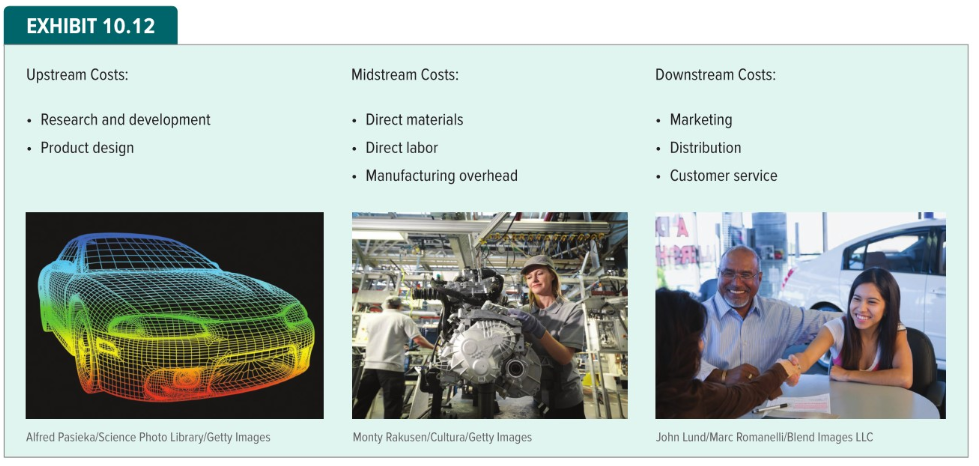 EXHIBIT 10.12
Upstream Costs:
• Research and development
• Product design
Midstream Costs:
• Direct materials
• Direct labor
• Manufacturing overhead
Downstream Costs:
• Marketing
• Distribution
• Customer service
Alfred Pasieka/Science Photo Library/Getty Images
Monty Rakusen/Cultura/Getty Images
John Lund/Marc Romanelli/Blend Images LLC